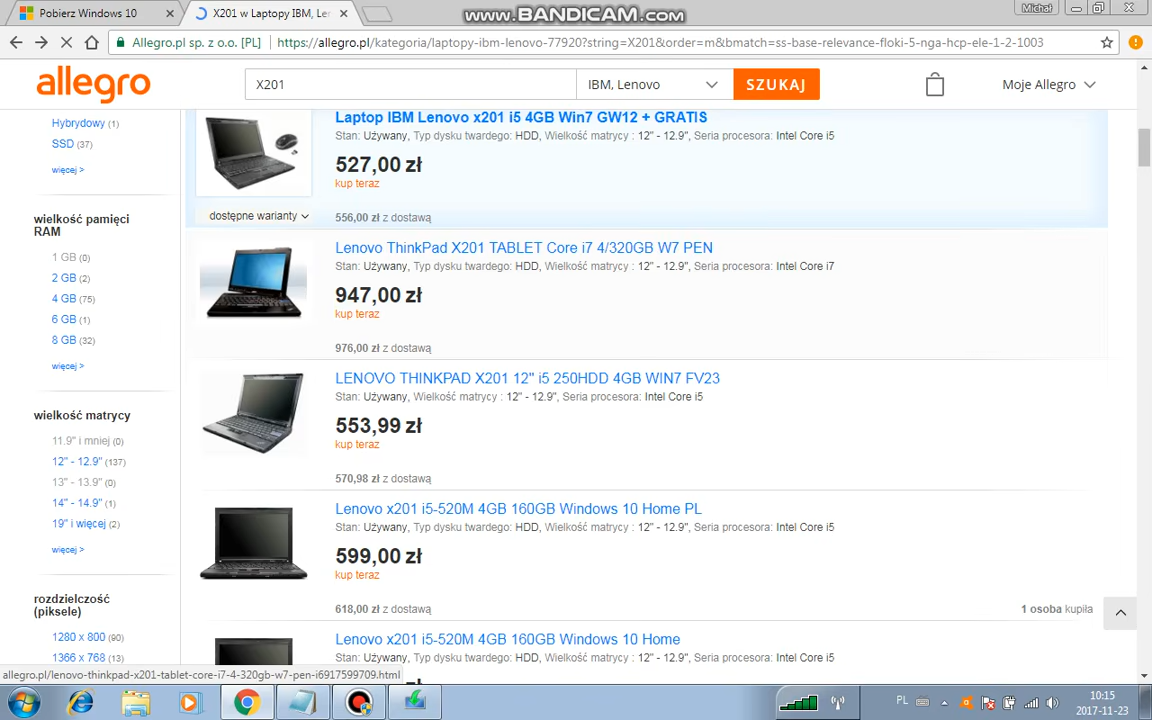 Pobierz Windows 10
X201 w Laptopy IBM, Ler
www.BANDICAM.com
Michał
Allegro.pl sp. z o.o. [PL]
https://allegro.pl/kategoria/laptopy-ibm-lenovo-77920?string=X201&order=m&bmatch=ss-base-relevance-floki-5-nga-hcp-ele-1-2-1003
allegro
X201
IBM, Lenovo
SZUKAJ
Moje Allegro
Hybrydowy (1)
SSD (37)
więcej >
wielkość pamięci
RAM
1 GB (0)
2 GB (2)
4 GB (75)
6 GB (1)
8 GB (32)
więcej >
wielkość matrycy
11.9" i mniej (0)
12" - 12.9" (137)
13" - 13.9" (0)
14" - 14.9" (1)
19" i więcej (2)
więcej >
rozdzielczość
(piksele)
1280 x 800 (90)
1366 x 768 (13)
Laptop IBM Lenovo x201 i5 4GB Win7 GW12 + GRATIS
Stan: Używany, Typ dysku twardego: HDD, Wielkość matrycy : 12" - 12.9", Seria procesora: Intel Core i5
527,00 zł
kup teraz
dostępne warianty
556,00 zł z dostawą
Lenovo ThinkPad X201 TABLET Core i7 4/320GB W7 PEN
Stan: Używany, Typ dysku twardego: HDD, Wielkość matrycy : 12" - 12.9", Seria procesora: Intel Core i7
947,00 zł
kup teraz
976,00 zł z dostawą
LENOVO THINKPAD X201 12" i5 250HDD 4GB WIN7 FV23
Stan: Używany, Wielkość matrycy : 12" - 12.9", Seria procesora: Intel Core i5
553,99 zł
kup teraz
570,98 zł z dostawą
Lenovo x201 i5-520M 4GB 160GB Windows 10 Home PL
Stan: Używany, Typ dysku twardego: HDD, Wielkość matrycy : 12" - 12.9", Seria procesora: Intel Core i5
599,00 zł
kup teraz
618,00 zł z dostawą
1 osoba kupiła
Lenovo x201 i5-520M 4GB 160GB Windows 10 Home
Stan: Używany, Typ dysku twardego: HDD, Wielkość matrycy : 12" - 12.9", Seria procesora: Intel Core i5
allegro.pl/lenovo-thinkpad-x201-tablet-core-i7-4-320gb-w7-pen-i6917599709.html
PL
10:15
2017-11-23